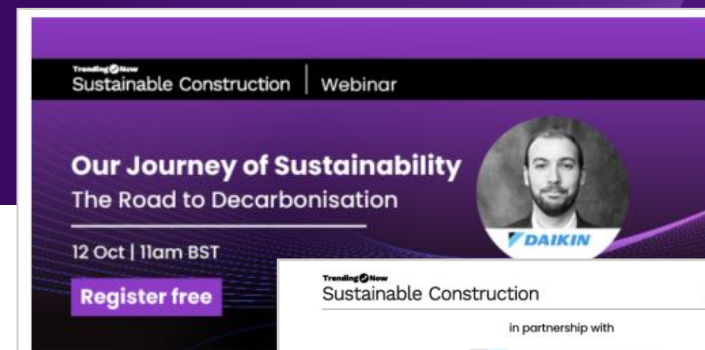 Trending Now
Sustainable Construction | Webinar
Our Journey of Sustainability
The Road to Decarbonisation
12 Oct | 11am BST
Register free
DAIKIN
Trending Now
Sustainable Construction
in partnership with